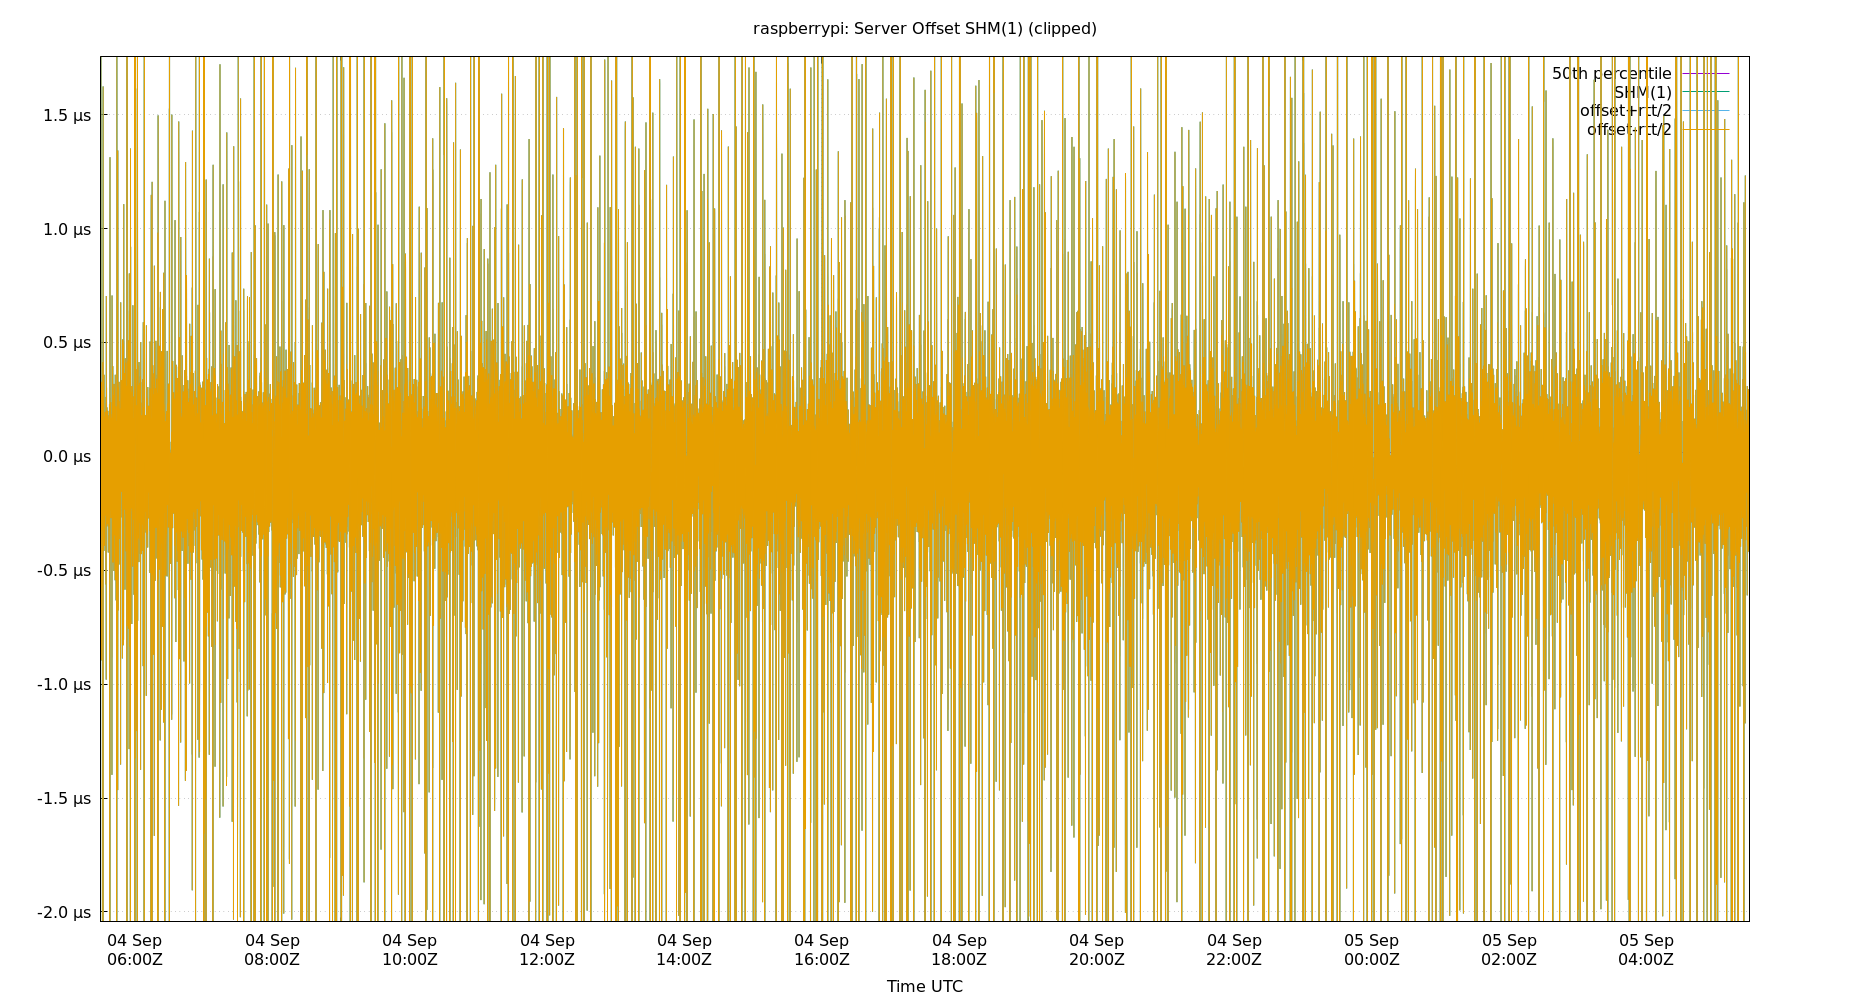 raspberrypi: Server Offset SHM(1) (clipped)
50th percentile
SHM(1)
offset+rtt/2
offset-rtt/2
1.5 µs
1.0 µs
0.5 µs
0.0 µs
-0.5 µs
-1.0 µs
-1.5 µs
-2.0 µs
04 Sep 04 Sep 04 Sep 04 Sep 04 Sep 04 Sep 04 Sep 04 Sep 04 Sep 05 Sep 05 Sep 05 Sep
06:00Z 08:00Z 10:00Z 12:00Z 14:00Z 16:00Z 18:00Z 20:00Z 22:00Z 00:00Z 02:00Z 04:00Z
Time UTC